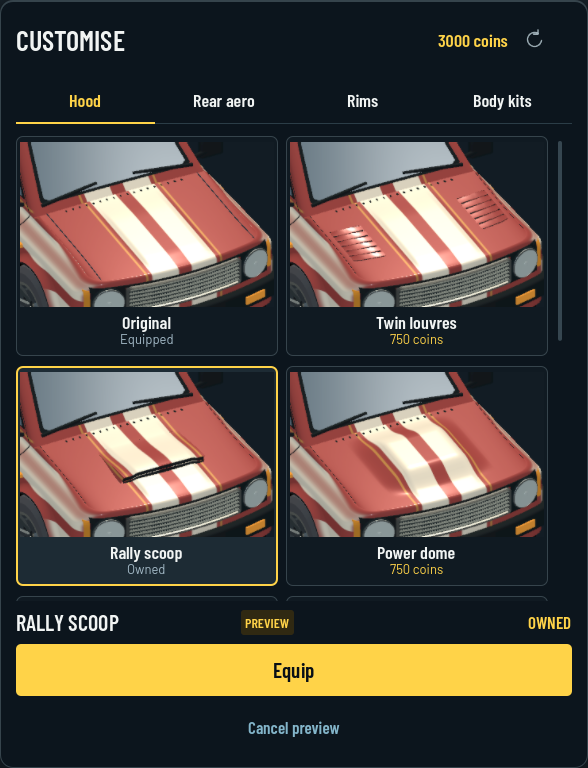 CUSTOMISE
3000 coins
Hood
Rear aero
Rims
Body kits
Original
Equipped
Twin louvres
750 coins
Rally scoop
Owned
Power dome
750 coins
RALLY SCOOP
PREVIEW
OWNED
Equip
Cancel preview